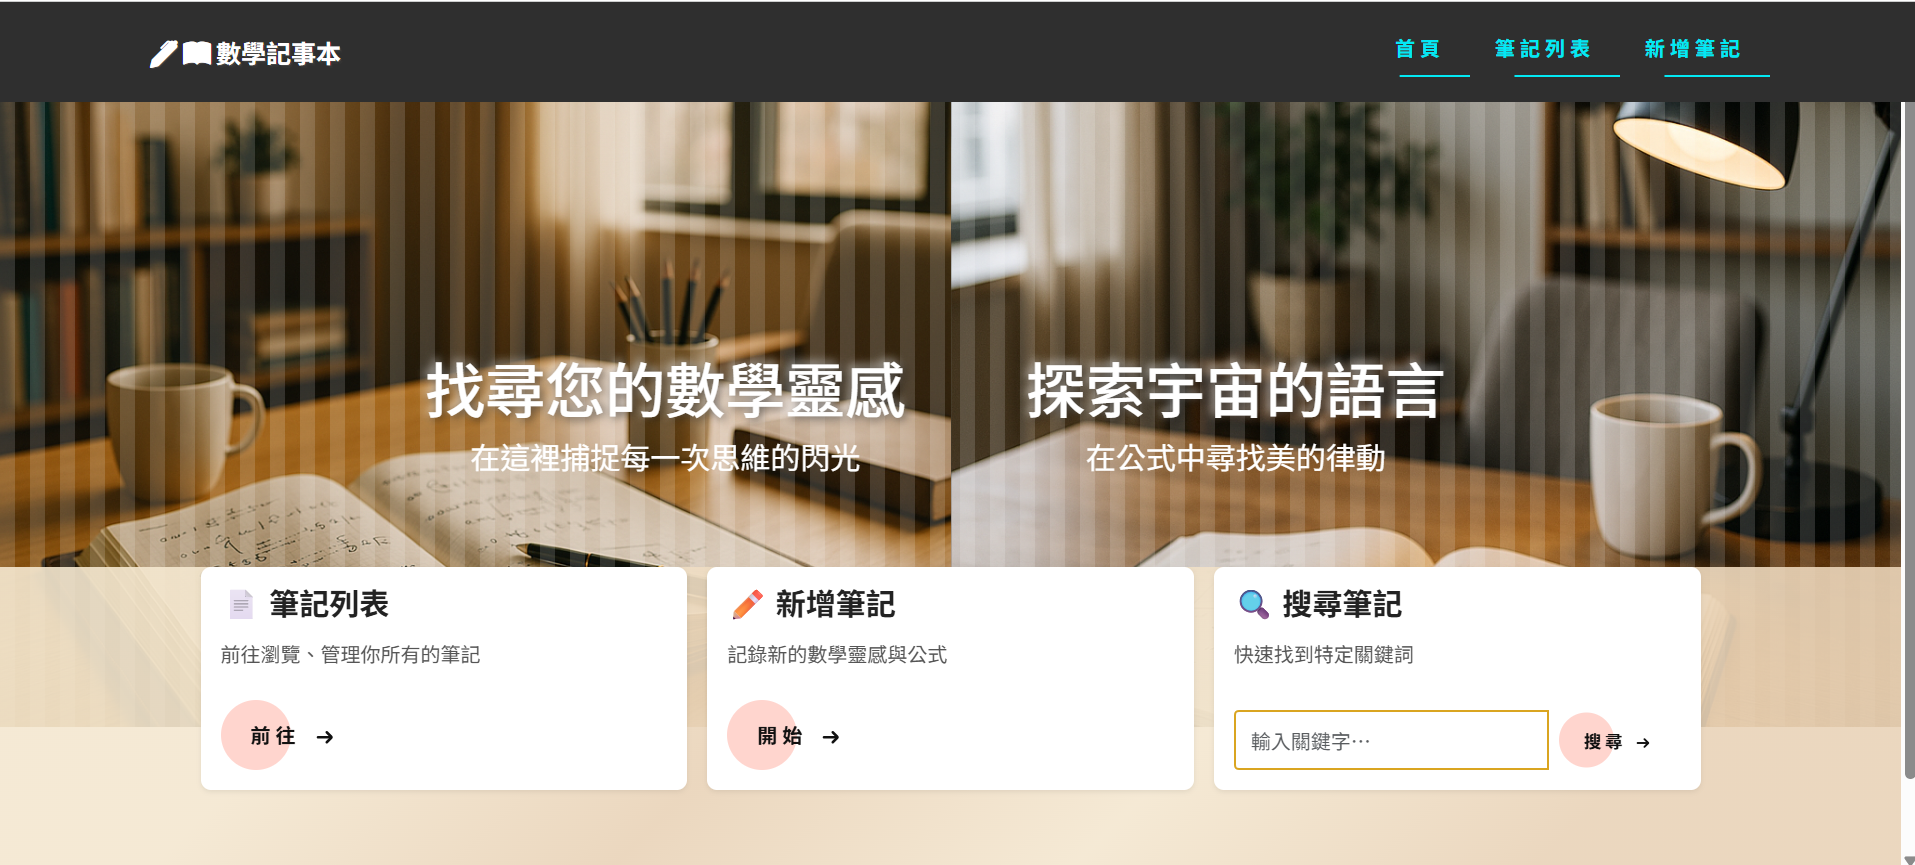 數學記事本
首頁
筆記列表
新增筆記
找尋您的數學靈感
在這裡捕捉每一次思維的閃光
探索宇宙的語言
在公式中尋找美的律動
筆記列表
前往瀏覽、管理你所有的筆記
前往 →
新增筆記
記錄新的數學靈感與公式
開始 →
搜尋筆記
快速找到特定關鍵詞
輸入關鍵字…
搜尋 →